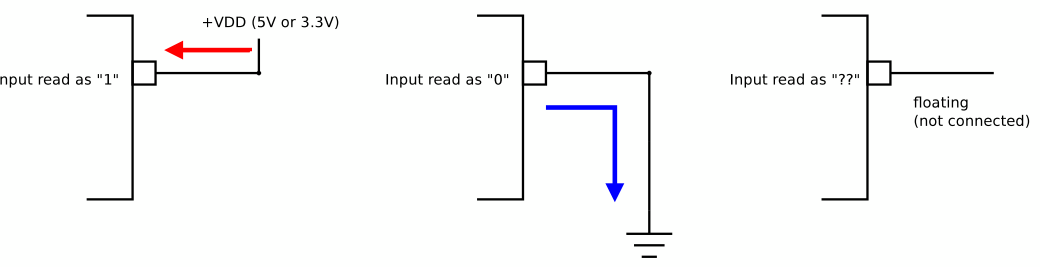 +VDD (5V or 3.3V)
nput read as "1"
Input read as "0"
Input read as "??"
floating
(not connected)